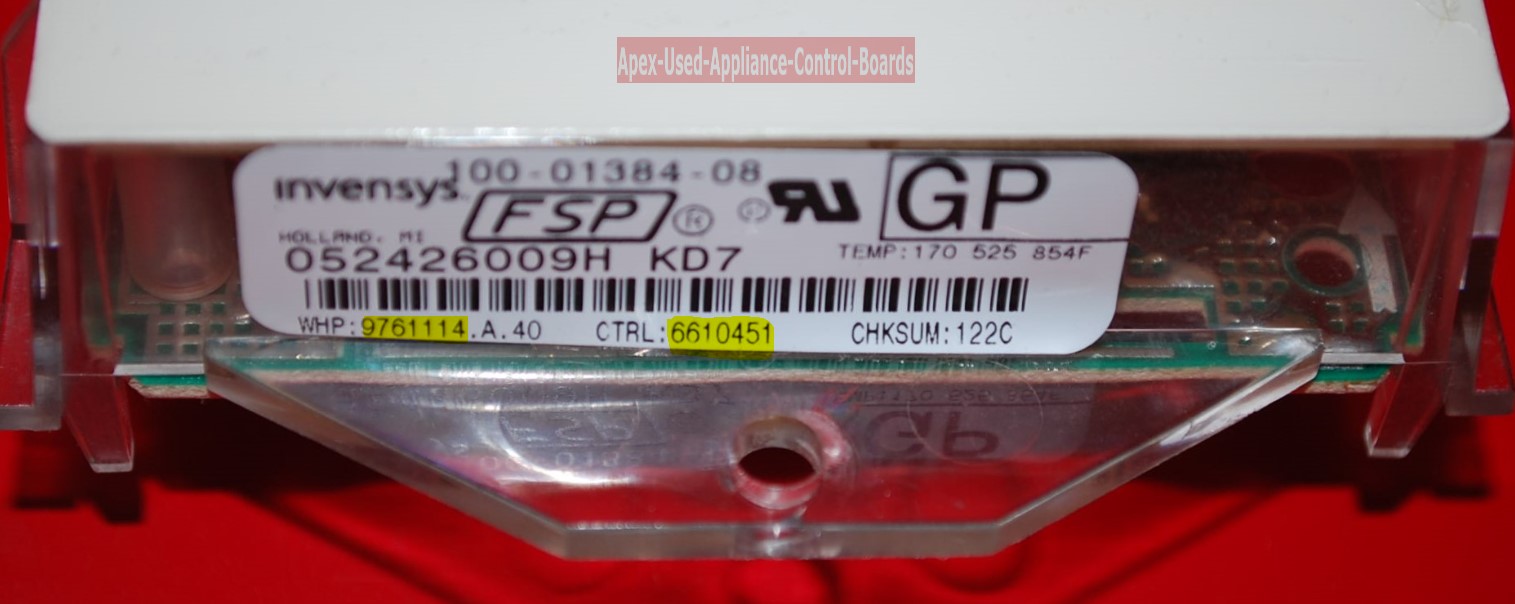 Apex-Used-Appliance-Control-Boards
100-01384-08
invensys
FSP ®
GP
HOLLAND, MI
052426009H KD7
TEMP:170 525 854F
WHP:9761114.A.40 CTRL:6610451 CHKSUM:122C